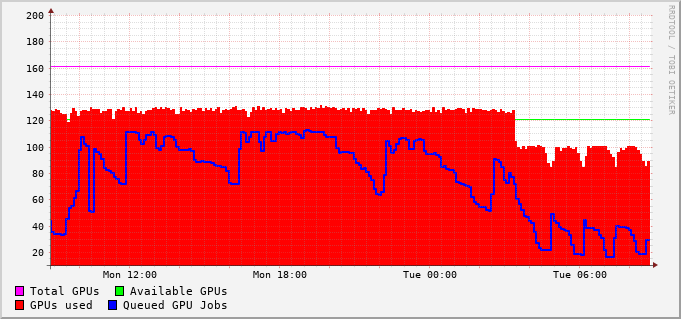 200
180
160
140
120
100
80
60
40
20
Mon 12:00 Mon 18:00 Tue 00:00 Tue 06:00
Total GPUs Available GPUs
GPUs used Queued GPU Jobs
RRDTOOL / TOBI OETIKER